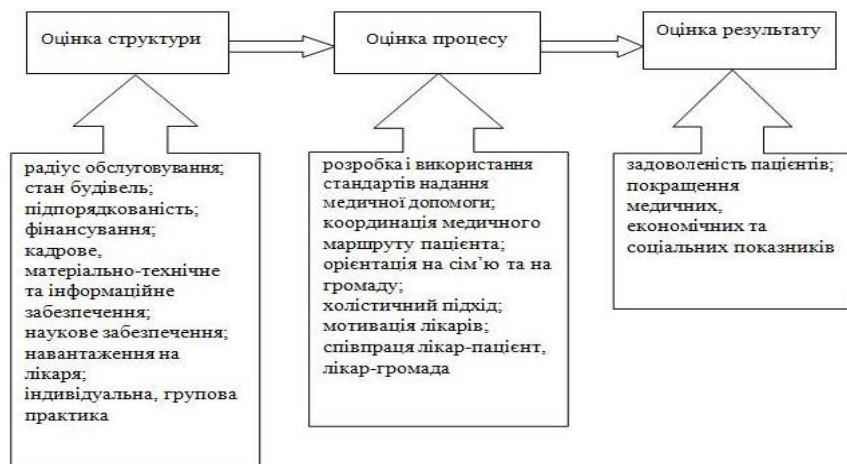 Оцінка структури
Оцінка процесу
Оцінка результату
радіус обслуговування;
стан будівель;
підпорядкованість;
фінансування;
кадрове,
матеріально-технічне
та інформаційне
забезпечення;
наукове забезпечення;
навантаження на
лікаря;
індивідуальна, групова
практика
розробка і використання
стандартів надання
медичної допомоги;
координація медичного
маршруту пацієнта;
орієнтація на сім’ю та на
громаду;
холістичний підхід;
мотивація лікарів;
співпраця лікар-пацієнт,
лікар-громада
задоволеність пацієнтів;
покращення
медичних,
економічних та
соціальних показників